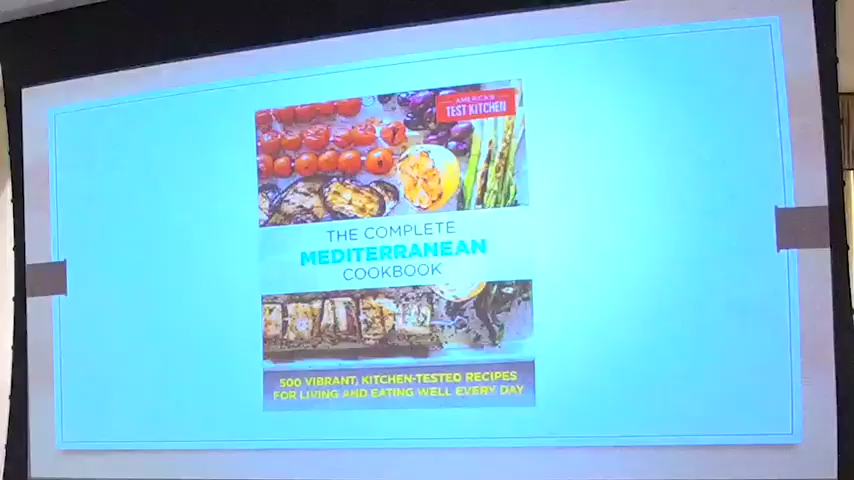 AMERICA'S
TEST KITCHEN
THE COMPLETE
MEDITERRANEAN
COOKBOOK
500 VIBRANT, KITCHEN-TESTED RECIPES
FOR LIVING AND EATING WELL EVERY DAY